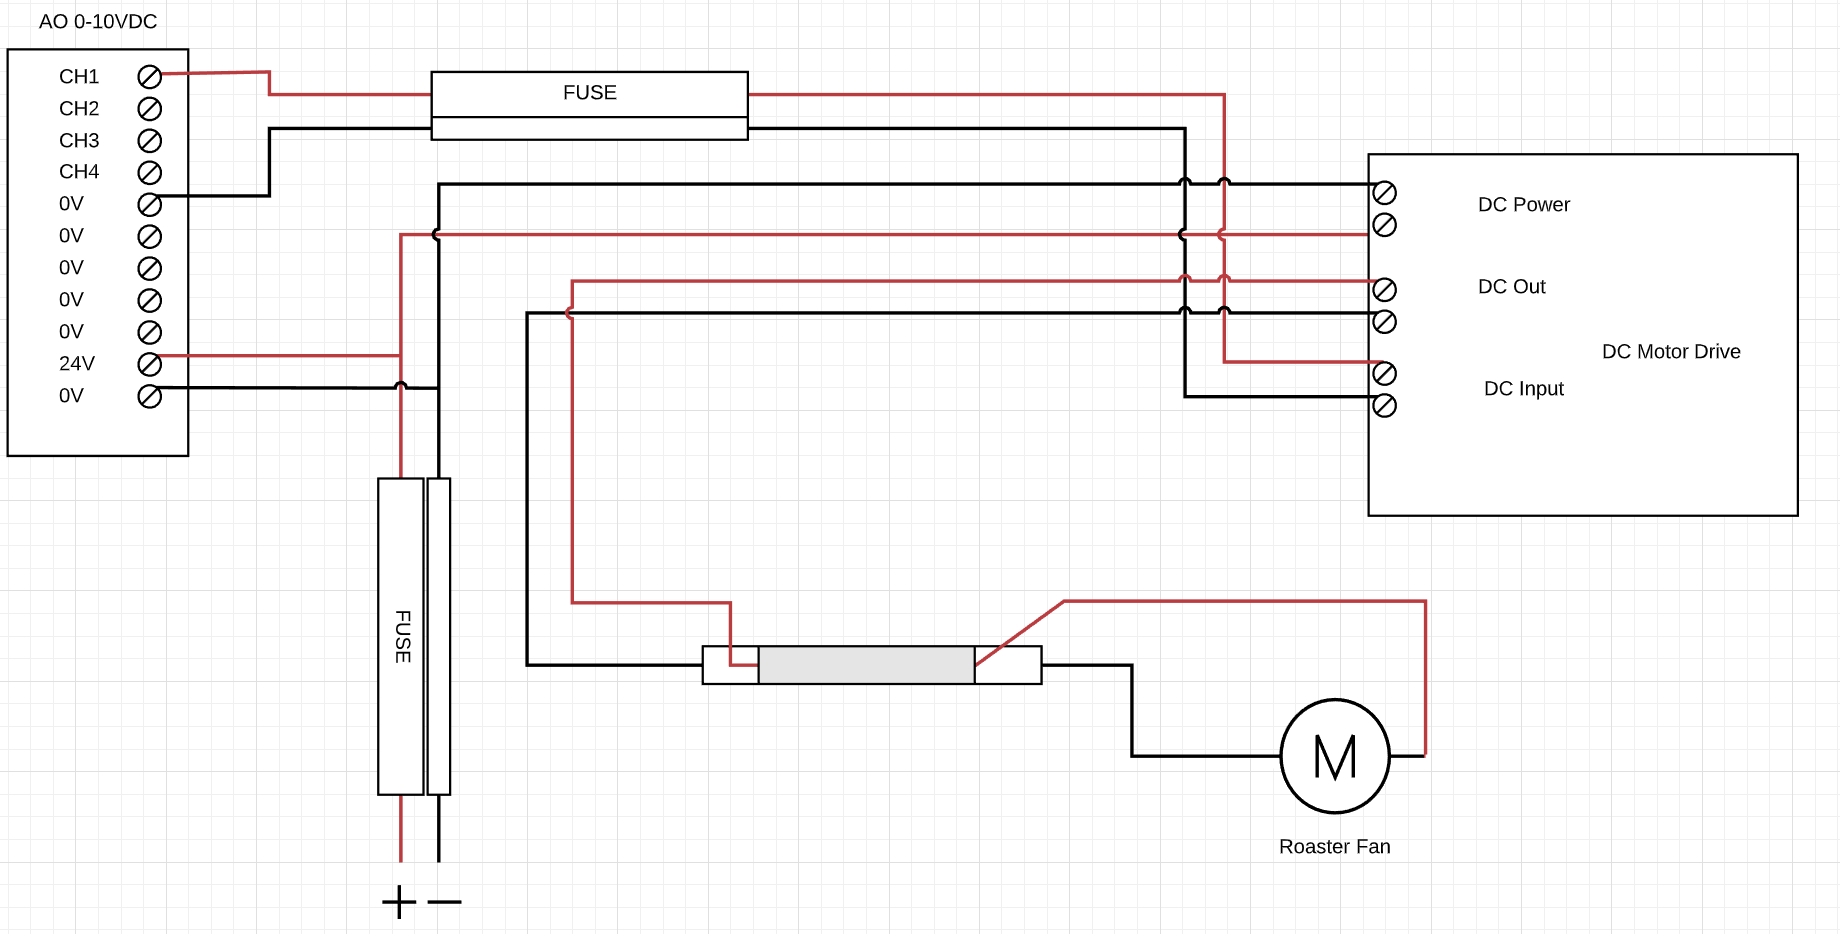 AO 0-10VDC
CH1
CH2
CH3
CH4
0V
0V
0V
0V
0V
24V
0V
FUSE
DC Power
DC Out
DC Motor Drive
DC Input
FUSE
M
Roaster Fan
+ −